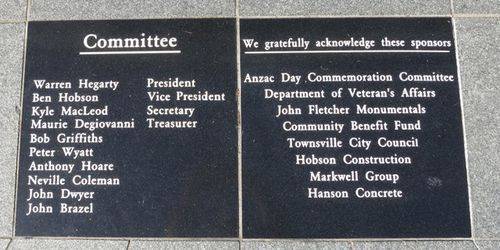 Committee
Warren Hegarty President
Ben Hobson Vice President
Kyle MacLeod Secretary
Maurie Degiovanni Treasurer
Bob Griffiths
Peter Wyatt
Anthony Hoare
Neville Coleman
John Dwyer
John Brazel
We gratefully acknowledge these sponsors
Anzac Day Commemoration Committee
Department of Veteran's Affairs
John Fletcher Monumentals
Community Benefit Fund
Townsville City Council
Hobson Construction
Markwell Group
Hanson Concrete